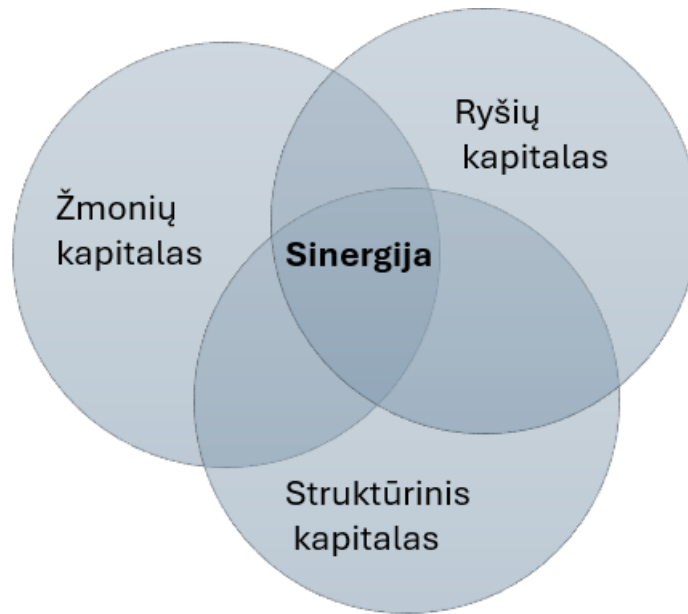 Ryšių
kapitalas
Žmonių
kapitalas
Sinergija
Struktūrinis
kapitalas